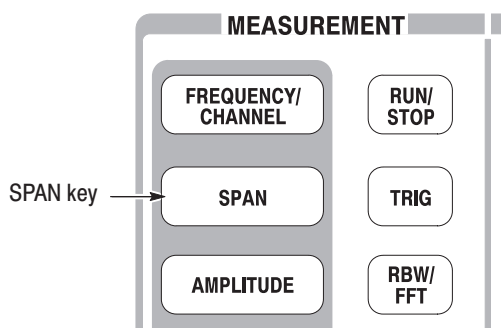 MEASUREMENT
FREQUENCY/
CHANNEL
RUN/
STOP
SPAN key
SPAN
TRIG
AMPLITUDE
RBW/
FFT